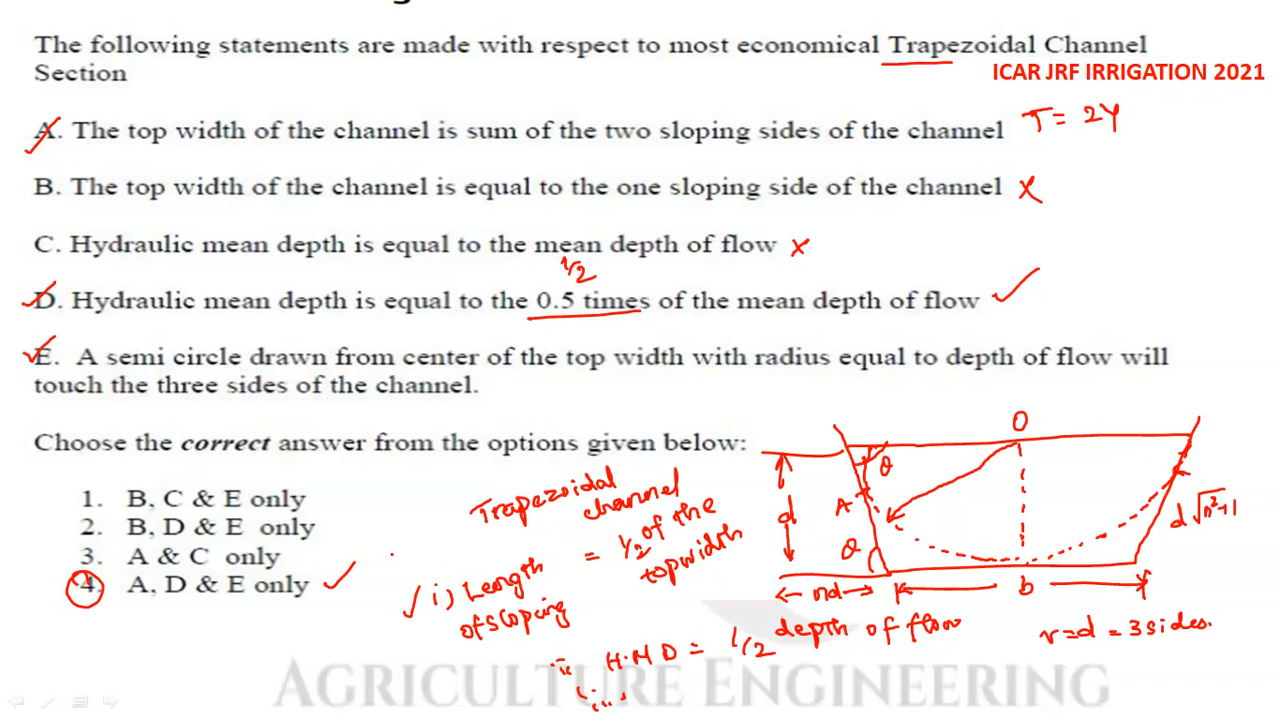 The following statements are made with respect to most economical Trapezoidal Channel
Section
ICAR JRF IRRIGATION 2021
A. The top width of the channel is sum of the two sloping sides of the channel
T = 2Y
B. The top width of the channel is equal to the one sloping side of the channel
x
C. Hydraulic mean depth is equal to the mean depth of flow
x
1/2
D. Hydraulic mean depth is equal to the 0.5 times of the mean depth of flow
E. A semi circle drawn from center of the top width with radius equal to depth of flow will
touch the three sides of the channel.
Choose the correct answer from the options given below:
1. B, C & E only
2. B, D & E only
3. A & C only
4. A, D & E only
Trapezoidal
channel
i) Length
of sloping
= 1/2 of the
top width
ii H.M.D = 1/2 depth of flow
iii,
O
θ
A
d
θ
d√n²+1
nd
b
r=d = 3 sides.
AGRICULTURE ENGINEERING